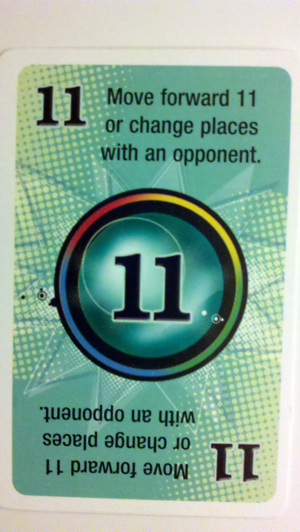 11
Move forward 11
or change places
with an opponent.
11
11
Move forward 11
or change places
with an opponent.